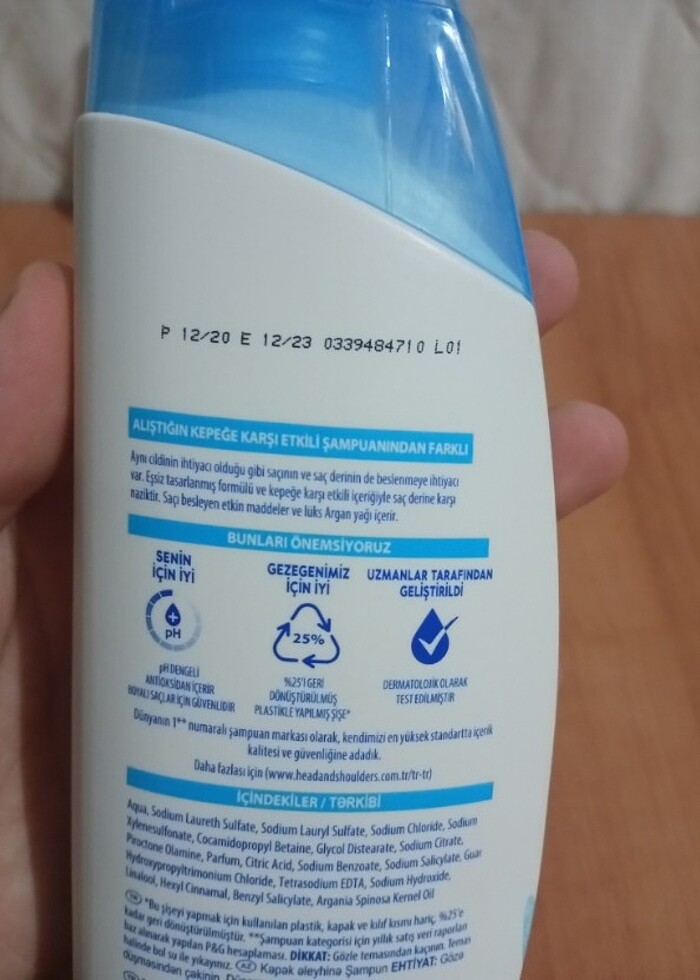 P 12/20 E 12/23 0339484710 L01
ALIŞTIĞIN KEPEĞE KARŞI ETKİLİ ŞAMPUANINDAN FARKLI
Aynı cildinin ihtiyacı olduğu gibi saçının ve saç derinin de beslenmeye ihtiyacı
var. Eşsiz tasarlanmış formülü ve kepeğe karşı etkili içeriğiyle saç derine karşı
naziktir. Saçı besleyen etkin maddeler ve lüks Argan yağı içerir.
BUNLARI ÖNEMSİYORUZ
SENİN
İÇİN İYİ
pH
pH DENGELİ
ANTİOKSİDAN İÇERİR
BOYALI SAÇLAR İÇİN GÜVENLİDİR
GEZEGENİMİZ
İÇİN İYİ
25%
%25'İ GERİ
DÖNÜŞTÜRÜLMÜŞ
PLASTİKLE YAPILMIŞ ŞİŞE*
UZMANLAR TARAFINDAN
GELİŞTİRİLDİ
DERMATOLOJİK OLARAK
TEST EDİLMİŞTİR
Dünyanın 1** numaralı şampuan markası olarak, kendimizi en yüksek standartta içerik
kalitesi ve güvenliğine adadık.
Daha fazlası için (www.headandshoulders.com.tr/tr-tr)
İÇİNDEKİLER / TƏRKİBİ
Aqua, Sodium Laureth Sulfate, Sodium Lauryl Sulfate, Sodium Chloride, Sodium
Xylenesulfonate, Cocamidopropyl Betaine, Glycol Distearate, Sodium Citrate,
Piroctone Olamine, Parfum, Citric Acid, Sodium Benzoate, Sodium Salicylate, Guar
Hydroxypropyltrimonium Chloride, Tetrasodium EDTA, Sodium Hydroxide,
Linalool, Hexyl Cinnamal, Benzyl Salicylate, Argania Spinosa Kernel Oil
TR *Bu şişeyi yapmak için kullanılan plastik, kapak ve kılıf kısmı hariç, %25'e
kadar geri dönüştürülmüştür. **Şampuan kategorisi için yıllık satış veri raporları
baz alınarak yapılan P&G hesaplaması. DİKKAT: Gözle temasından kaçının. Temas
halinde bol su ile yıkayınız. AZ Kəpək əleyhinə Şampun EHTİYAT: Gözə
düşməsindən çəkinin.